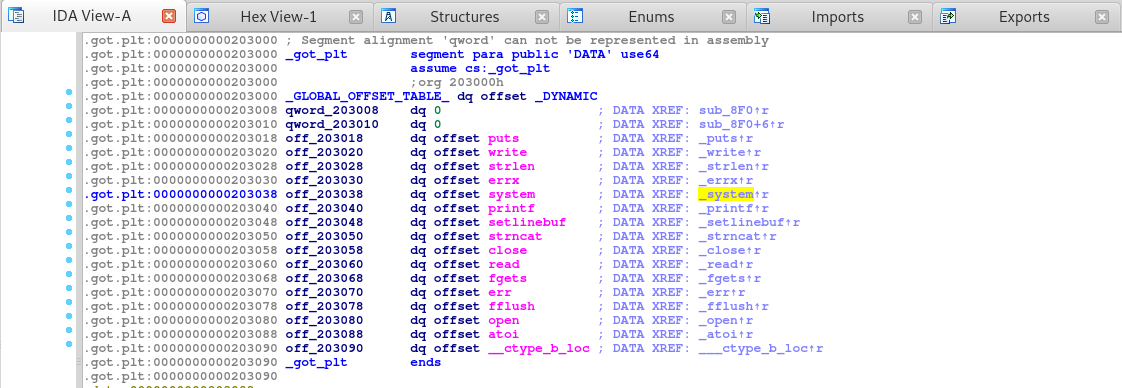 IDA View-A Hex View-1 Structures Enums Imports Exports
.got.plt:0000000000203000 ; Segment alignment 'qword' can not be represented in assembly
.got.plt:0000000000203000 _got_plt segment para public 'DATA' use64
.got.plt:0000000000203000 assume cs:_got_plt
.got.plt:0000000000203000 ;org 203000h
.got.plt:0000000000203000 _GLOBAL_OFFSET_TABLE_ dq offset _DYNAMIC
.got.plt:0000000000203008 qword_203008 dq 0 ; DATA XREF: sub_8F0↑r
.got.plt:0000000000203010 qword_203010 dq 0 ; DATA XREF: sub_8F0+6↑r
.got.plt:0000000000203018 off_203018 dq offset puts ; DATA XREF: _puts↑r
.got.plt:0000000000203020 off_203020 dq offset write ; DATA XREF: _write↑r
.got.plt:0000000000203028 off_203028 dq offset strlen ; DATA XREF: _strlen↑r
.got.plt:0000000000203030 off_203030 dq offset errx ; DATA XREF: _errx↑r
.got.plt:0000000000203038 off_203038 dq offset system ; DATA XREF: _system↑r
.got.plt:0000000000203040 off_203040 dq offset printf ; DATA XREF: _printf↑r
.got.plt:0000000000203048 off_203048 dq offset setlinebuf ; DATA XREF: _setlinebuf↑r
.got.plt:0000000000203050 off_203050 dq offset strncat ; DATA XREF: _strncat↑r
.got.plt:0000000000203058 off_203058 dq offset close ; DATA XREF: _close↑r
.got.plt:0000000000203060 off_203060 dq offset read ; DATA XREF: _read↑r
.got.plt:0000000000203068 off_203068 dq offset fgets ; DATA XREF: _fgets↑r
.got.plt:0000000000203070 off_203070 dq offset err ; DATA XREF: _err↑r
.got.plt:0000000000203078 off_203078 dq offset fflush ; DATA XREF: _fflush↑r
.got.plt:0000000000203080 off_203080 dq offset open ; DATA XREF: _open↑r
.got.plt:0000000000203088 off_203088 dq offset atoi ; DATA XREF: _atoi↑r
.got.plt:0000000000203090 off_203090 dq offset __ctype_b_loc ; DATA XREF: ___ctype_b_loc↑r
.got.plt:0000000000203090 _got_plt ends
.got.plt:0000000000203090